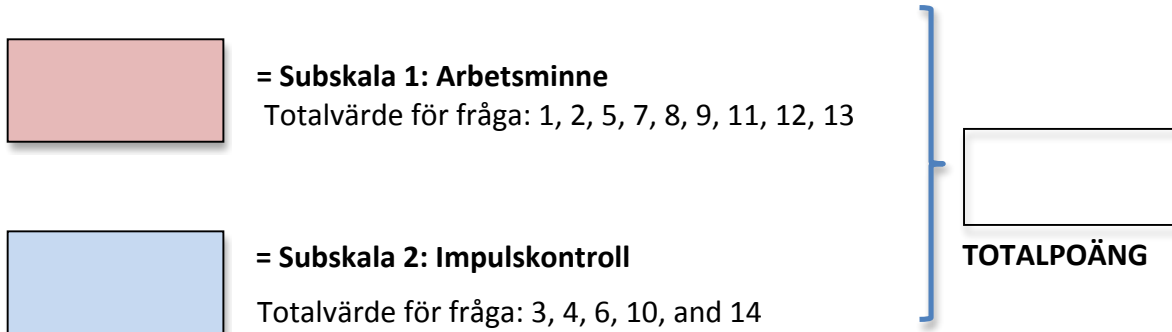 = Subskala 1: Arbetsminne
Totalvärde för fråga: 1, 2, 5, 7, 8, 9, 11, 12, 13
= Subskala 2: Impulskontroll
Totalvärde för fråga: 3, 4, 6, 10, and 14
TOTALPOÄNG